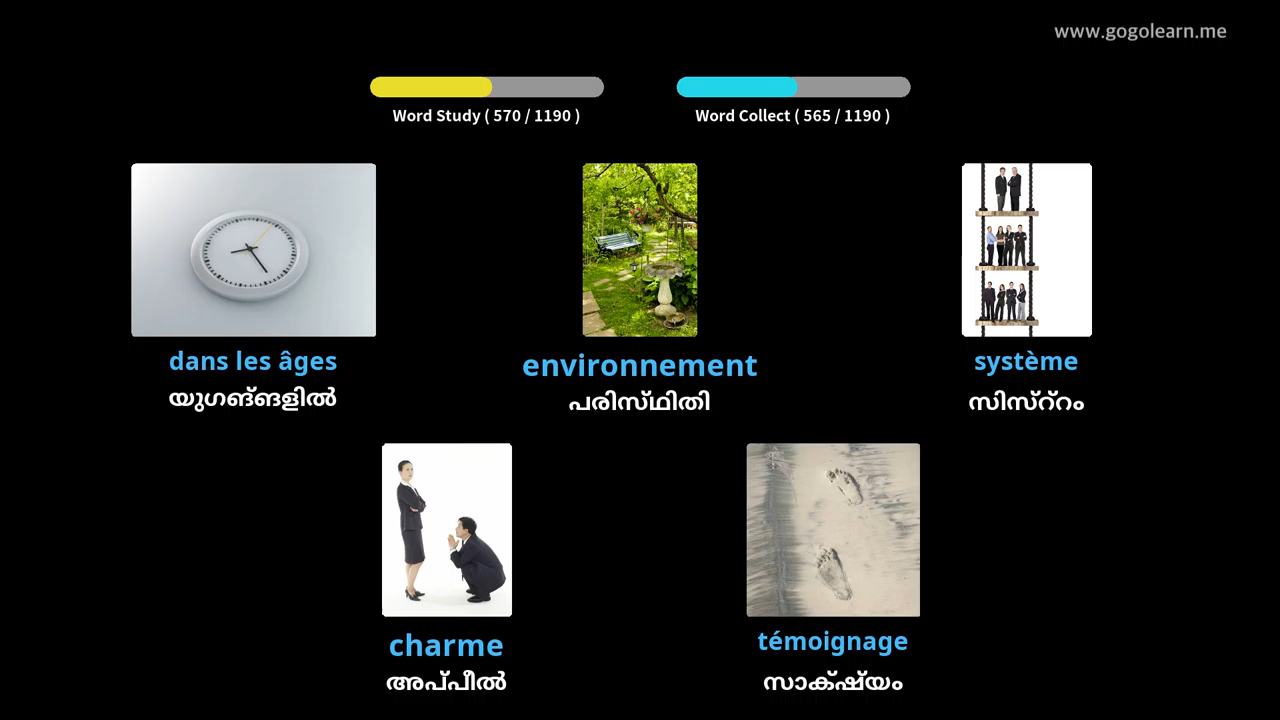 www.gogolearn.me
Word Study ( 570 / 1190 )
Word Collect ( 565 / 1190 )
dans les âges
യുഗങ്ങളിൽ
environnement
പരിസ്ഥിതി
système
സിസ്റ്റം
charme
അപ്പീൽ
témoignage
സാക്ഷ്യം